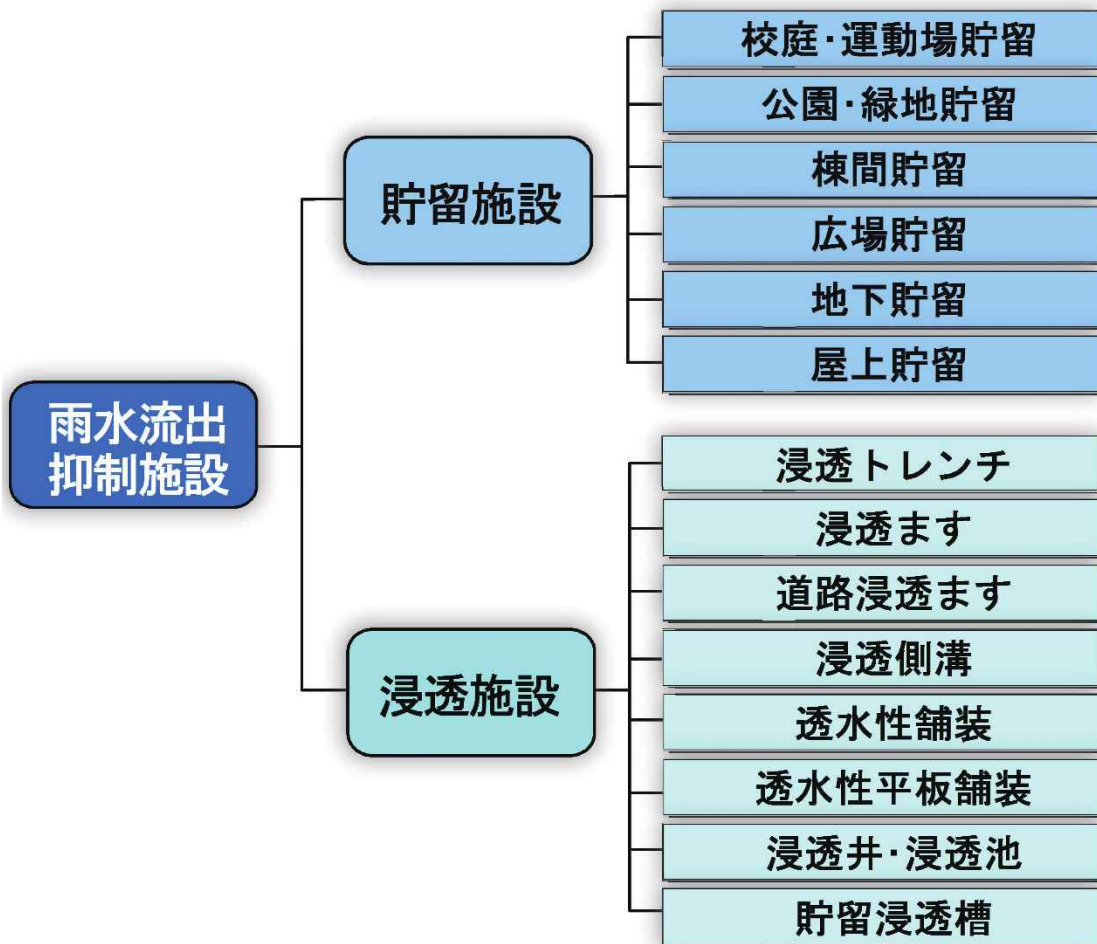 雨水流出
抑制施設
貯留施設
校庭・運動場貯留
公園・緑地貯留
棟間貯留
広場貯留
地下貯留
屋上貯留
浸透施設
浸透トレンチ
浸透ます
道路浸透ます
浸透側溝
透水性舗装
透水性平板舗装
浸透井・浸透池
貯留浸透槽